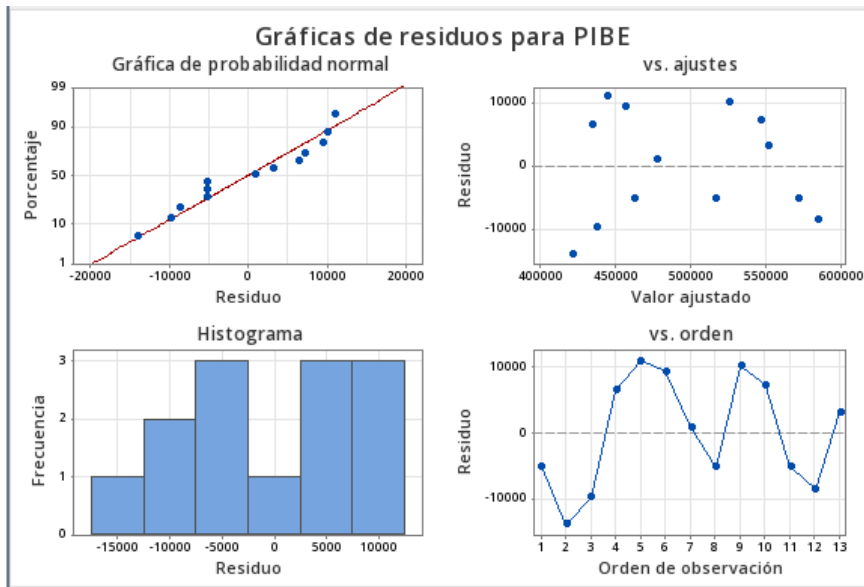 Gráficas de residuos para PIBE
Gráfica de probabilidad normal
99
90
50
10
1
Porcentaje
-20000 -10000 0 10000 20000
Residuo
vs. ajustes
10000
0
-10000
Residuo
400000 450000 500000 550000 600000
Valor ajustado
Histograma
3
2
1
0
Frecuencia
-15000 -10000 -5000 0 5000 10000
Residuo
vs. orden
10000
0
-10000
Residuo
1 2 3 4 5 6 7 8 9 10 11 12 13
Orden de observación